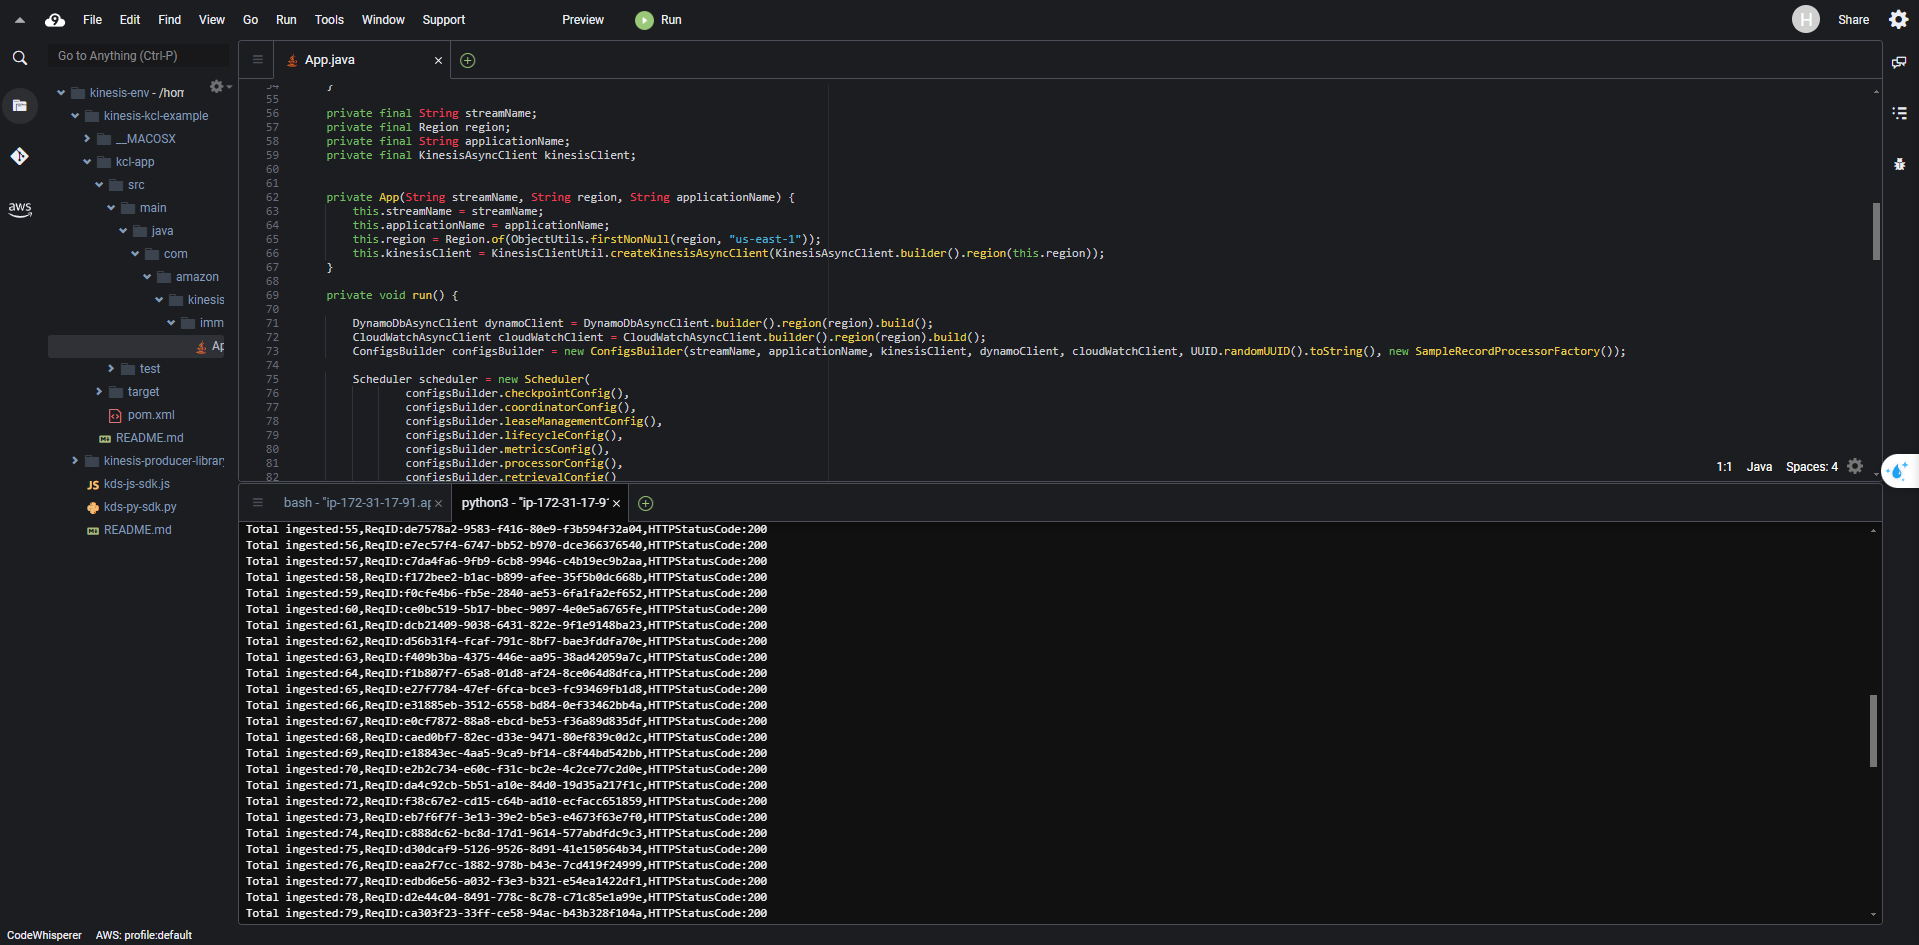 File Edit Find View Go Run Tools Window Support Preview Run H Share
Go to Anything (Ctrl-P)
kinesis-env - /hom
kinesis-kcl-example
__MACOSX
kcl-app
src
main
java
com
amazon
kinesis
imm
Ap
test
target
pom.xml
README.md
kinesis-producer-librar
JS kds-js-sdk.js
kds-py-sdk.py
README.md
aws
App.java
54 }
55
56 private final String streamName;
57 private final Region region;
58 private final String applicationName;
59 private final KinesisAsyncClient kinesisClient;
60
61
62 private App(String streamName, String region, String applicationName) {
63 this.streamName = streamName;
64 this.applicationName = applicationName;
65 this.region = Region.of(ObjectUtils.firstNonNull(region, "us-east-1"));
66 this.kinesisClient = KinesisClientUtil.createKinesisAsyncClient(KinesisAsyncClient.builder().region(this.region));
67 }
68
69 private void run() {
70
71 DynamoDbAsyncClient dynamoClient = DynamoDbAsyncClient.builder().region(region).build();
72 CloudWatchAsyncClient cloudWatchClient = CloudWatchAsyncClient.builder().region(region).build();
73 ConfigsBuilder configsBuilder = new ConfigsBuilder(streamName, applicationName, kinesisClient, dynamoClient, cloudWatchClient, UUID.randomUUID().toString(), new SampleRecordProcessorFactory());
74
75 Scheduler scheduler = new Scheduler(
76 configsBuilder.checkpointConfig(),
77 configsBuilder.coordinatorConfig(),
78 configsBuilder.leaseManagementConfig(),
79 configsBuilder.lifecycleConfig(),
80 configsBuilder.metricsConfig(),
81 configsBuilder.processorConfig(),
82 configsBuilder.retrievalConfig()
1:1 Java Spaces: 4
bash - "ip-172-31-17-91.ap python3 - "ip-172-31-17-9
Total ingested:55,ReqID:de7578a2-9583-f416-80e9-f3b594f32a04,HTTPStatusCode:200
Total ingested:56,ReqID:e7ec57f4-6747-bb52-b970-dce366376540,HTTPStatusCode:200
Total ingested:57,ReqID:c7da4fa6-9fb9-6cb8-9946-c4b19ec9b2aa,HTTPStatusCode:200
Total ingested:58,ReqID:f172bee2-b1ac-b899-afee-35f5b0dc668b,HTTPStatusCode:200
Total ingested:59,ReqID:f0cfe4b6-fb5e-2840-ae53-6fa1fa2ef652,HTTPStatusCode:200
Total ingested:60,ReqID:ce0bc519-5b17-bbec-9097-4e0e5a6765fe,HTTPStatusCode:200
Total ingested:61,ReqID:dcb21409-9038-6431-822e-9f1e9148ba23,HTTPStatusCode:200
Total ingested:62,ReqID:d56b31f4-fcaf-791c-8bf7-bae3fddfa70e,HTTPStatusCode:200
Total ingested:63,ReqID:f409b3ba-4375-446e-aa95-38ad42059a7c,HTTPStatusCode:200
Total ingested:64,ReqID:f1b807f7-65a8-01d8-af24-8ce064d8dfca,HTTPStatusCode:200
Total ingested:65,ReqID:e27f7784-47ef-6fca-bce3-fc93469fb1d8,HTTPStatusCode:200
Total ingested:66,ReqID:e31885eb-3512-6558-bd84-0ef33462bb4a,HTTPStatusCode:200
Total ingested:67,ReqID:e0cf7872-88a8-ebcd-be53-f36a89d835df,HTTPStatusCode:200
Total ingested:68,ReqID:caed0bf7-82ec-d33e-9471-80ef839c0d2c,HTTPStatusCode:200
Total ingested:69,ReqID:e18843ec-4aa5-9ca9-bf14-c8f44bd542bb,HTTPStatusCode:200
Total ingested:70,ReqID:e2b2c734-e60c-f31c-bc2e-4c2ce77c2d0e,HTTPStatusCode:200
Total ingested:71,ReqID:da4c92cb-5b51-a10e-84d0-19d35a217f1c,HTTPStatusCode:200
Total ingested:72,ReqID:f38c67e2-cd15-c64b-ad10-ecfacc651859,HTTPStatusCode:200
Total ingested:73,ReqID:eb7f6f7f-3e13-39e2-b5e3-e4673f63e7f0,HTTPStatusCode:200
Total ingested:74,ReqID:c888dc62-bc8d-17d1-9614-577abdfdc9c3,HTTPStatusCode:200
Total ingested:75,ReqID:d30dcaf9-5126-9526-8d91-41e150564b34,HTTPStatusCode:200
Total ingested:76,ReqID:eaa2f7cc-1882-978b-b43e-7cd419f24999,HTTPStatusCode:200
Total ingested:77,ReqID:edbd6e56-a032-f3e3-b321-e54ea1422df1,HTTPStatusCode:200
Total ingested:78,ReqID:d2e44c04-8491-778c-8c78-c71c85e1a99e,HTTPStatusCode:200
Total ingested:79,ReqID:ca303f23-33ff-ce58-94ac-b43b328f104a,HTTPStatusCode:200
CodeWhisperer AWS: profile:default